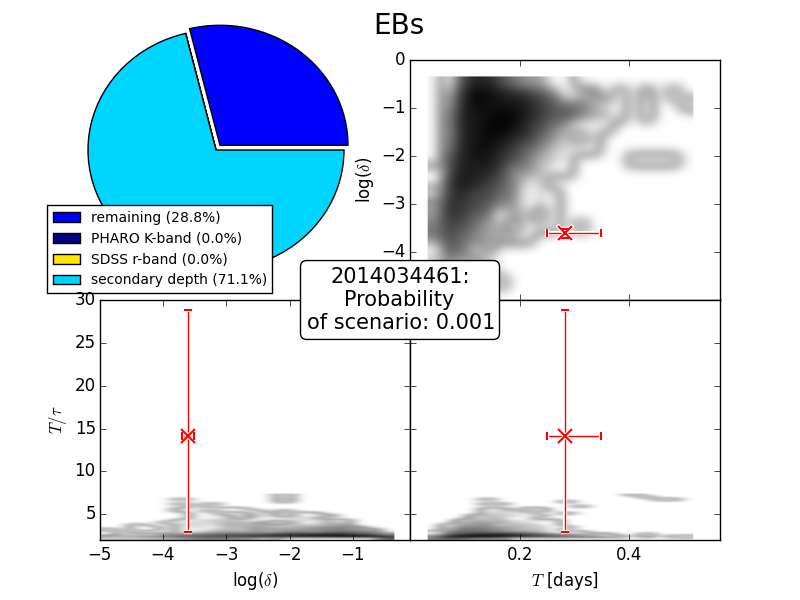 EBs
remaining (28.8%)
PHARO K-band (0.0%)
SDSS r-band (0.0%)
secondary depth (71.1%)
0
−1
−2
−3
−4
log(δ)
2014034461:
Probability
of scenario: 0.001
30
25
20
15
10
5
T/τ
−5 −4 −3 −2 −1
log(δ)
0.2 0.4
T [days]